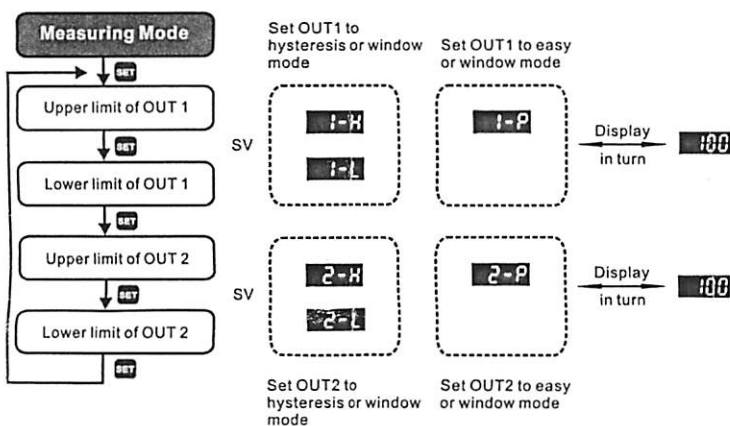 Measuring Mode
SET
Upper limit of OUT 1
SET
Lower limit of OUT 1
SET
Upper limit of OUT 2
SET
Lower limit of OUT 2
SET
Set OUT1 to
hysteresis or window
mode
Set OUT1 to easy
or window mode
SV
1-H
1-L
1-P
Display
in turn
100
SV
2-H
2-L
2-P
Display
in turn
100
Set OUT2 to
hysteresis or window
mode
Set OUT2 to easy
or window mode